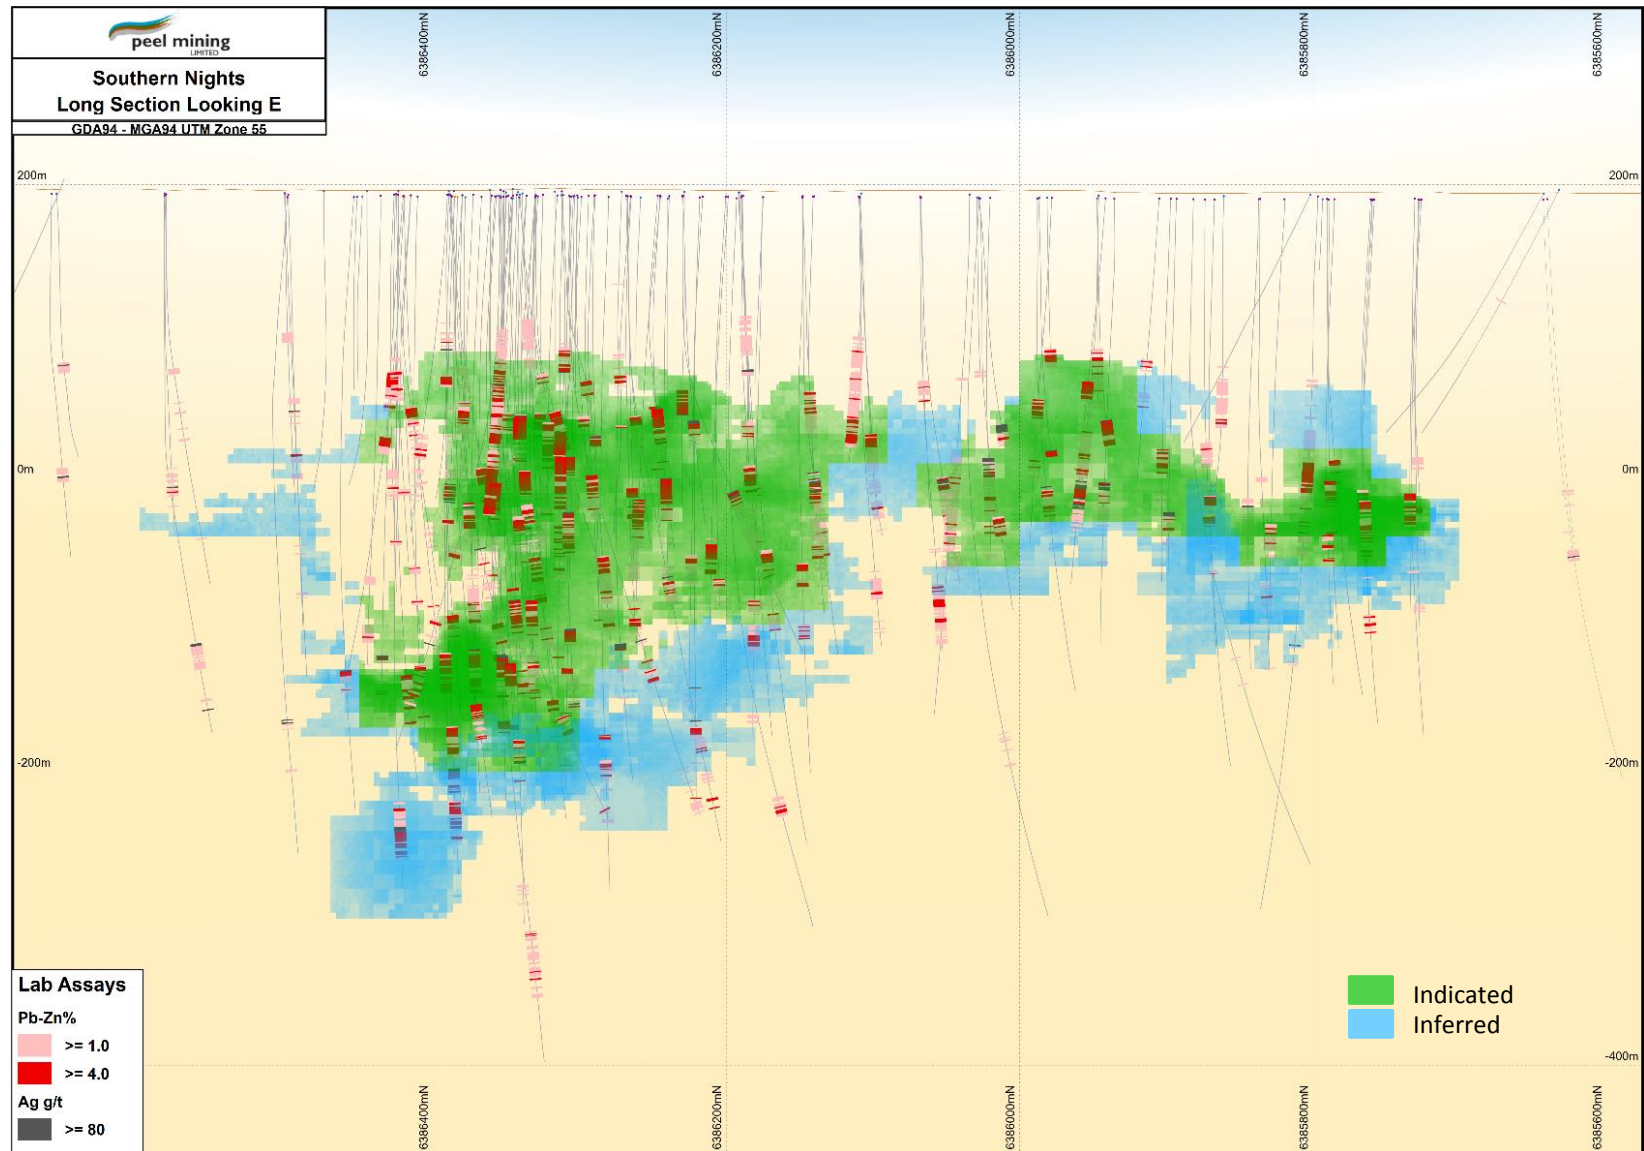 peel mining
LIMITED
Southern Nights
Long Section Looking E
GDA94 - MGA94 UTM Zone 55
6386400mN
6386200mN
6386000mN
6385800mN
6385600mN
200m
200m
0m
0m
-200m
-200m
-400m
Lab Assays
Pb-Zn%
>= 1.0
>= 4.0
Ag g/t
>= 80
Indicated
Inferred
6386400mN
6386200mN
6386000mN
6385800mN
6385600mN